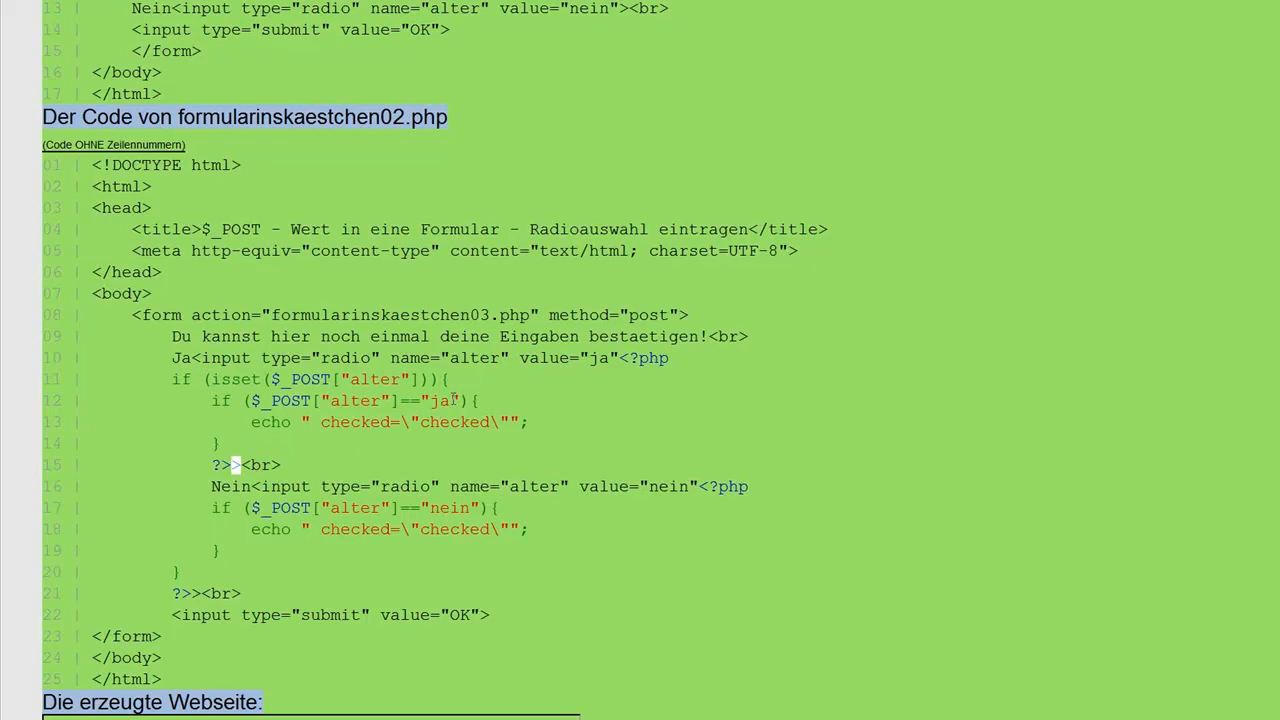 13 |     Nein<input type="radio" name="alter" value="nein"><br>
14 |     <input type="submit" value="OK">
15 |     </form>
16 | </body>
17 | </html>
Der Code von formularinskaestchen02.php
(Code OHNE Zeilennummern)
01 | <!DOCTYPE html>
02 | <html>
03 | <head>
04 |     <title>$_POST - Wert in eine Formular - Radioauswahl eintragen</title>
05 |     <meta http-equiv="content-type" content="text/html; charset=UTF-8">
06 | </head>
07 | <body>
08 |     <form action="formularinskaestchen03.php" method="post">
09 |         Du kannst hier noch einmal deine Eingaben bestaetigen!<br>
10 |         Ja<input type="radio" name="alter" value="ja"<?php
11 |         if (isset($_POST["alter"])){
12 |             if ($_POST["alter"]=="ja"){
13 |                 echo " checked=\"checked\"";
14 |             }
15 |             ?>><br>
16 |             Nein<input type="radio" name="alter" value="nein"<?php
17 |             if ($_POST["alter"]=="nein"){
18 |                 echo " checked=\"checked\"";
19 |             }
20 |         }
21 |         ?>><br>
22 |         <input type="submit" value="OK">
23 | </form>
24 | </body>
25 | </html>
Die erzeugte Webseite: